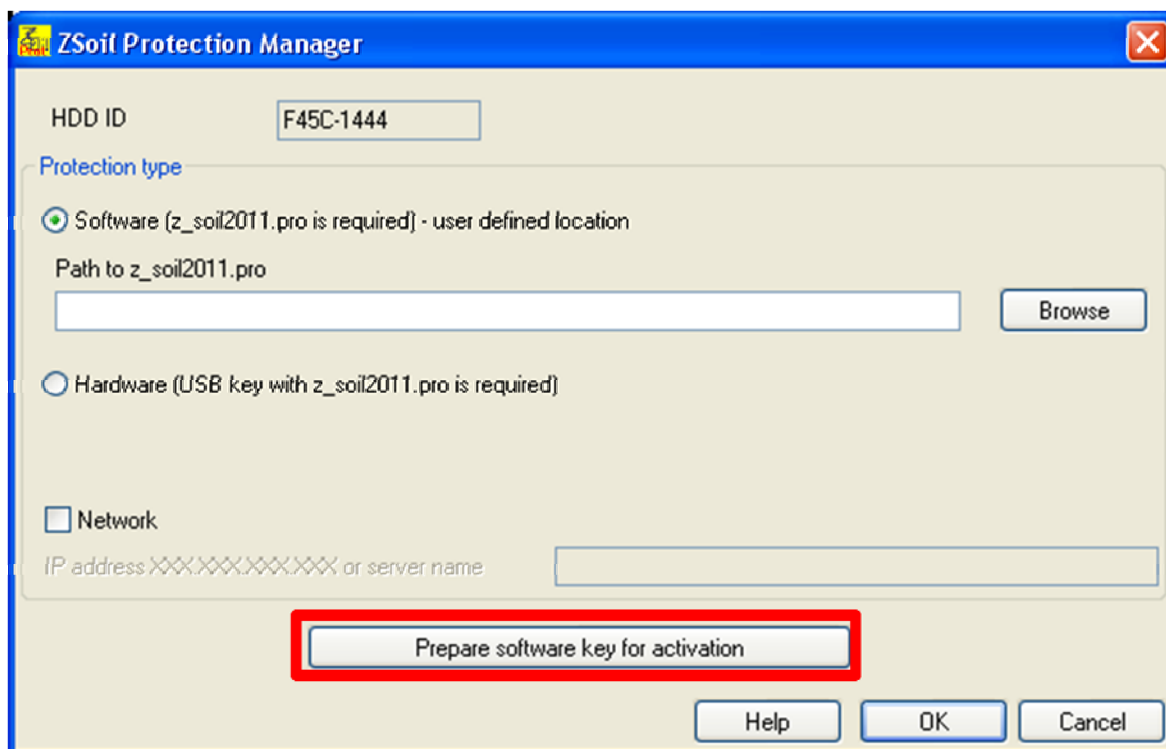 ZSoil Protection Manager
HDD ID F45C-1444
Protection type
Software (z_soil2011.pro is required) - user defined location
Path to z_soil2011.pro
Browse
Hardware (USB key with z_soil2011.pro is required)
Network
IP address XXX.XXX.XXX.XXX or server name
Prepare software key for activation
Help OK Cancel